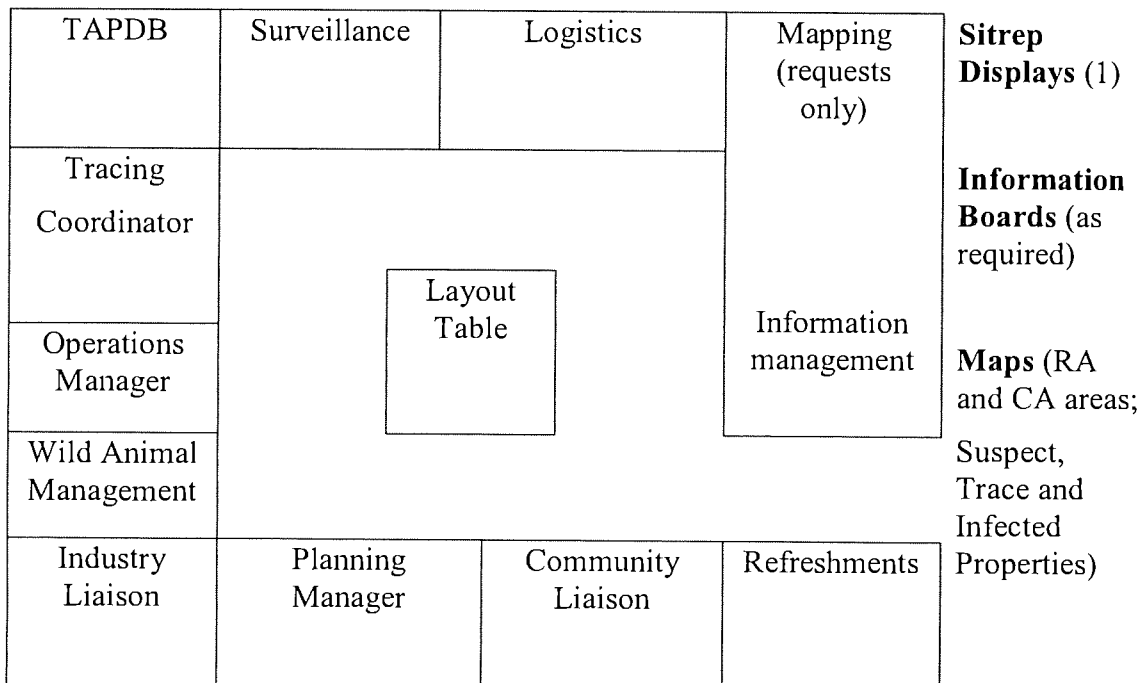 TAPDB
Surveillance
Logistics
Mapping
(requests
only)
Sitrep
Displays (1)
Tracing
Coordinator
Information
Boards (as
required)
Layout
Table
Information
management
Operations
Manager
Maps (RA
and CA areas;
Suspect,
Trace and
Infected
Properties)
Wild Animal
Management
Industry
Liaison
Planning
Manager
Community
Liaison
Refreshments